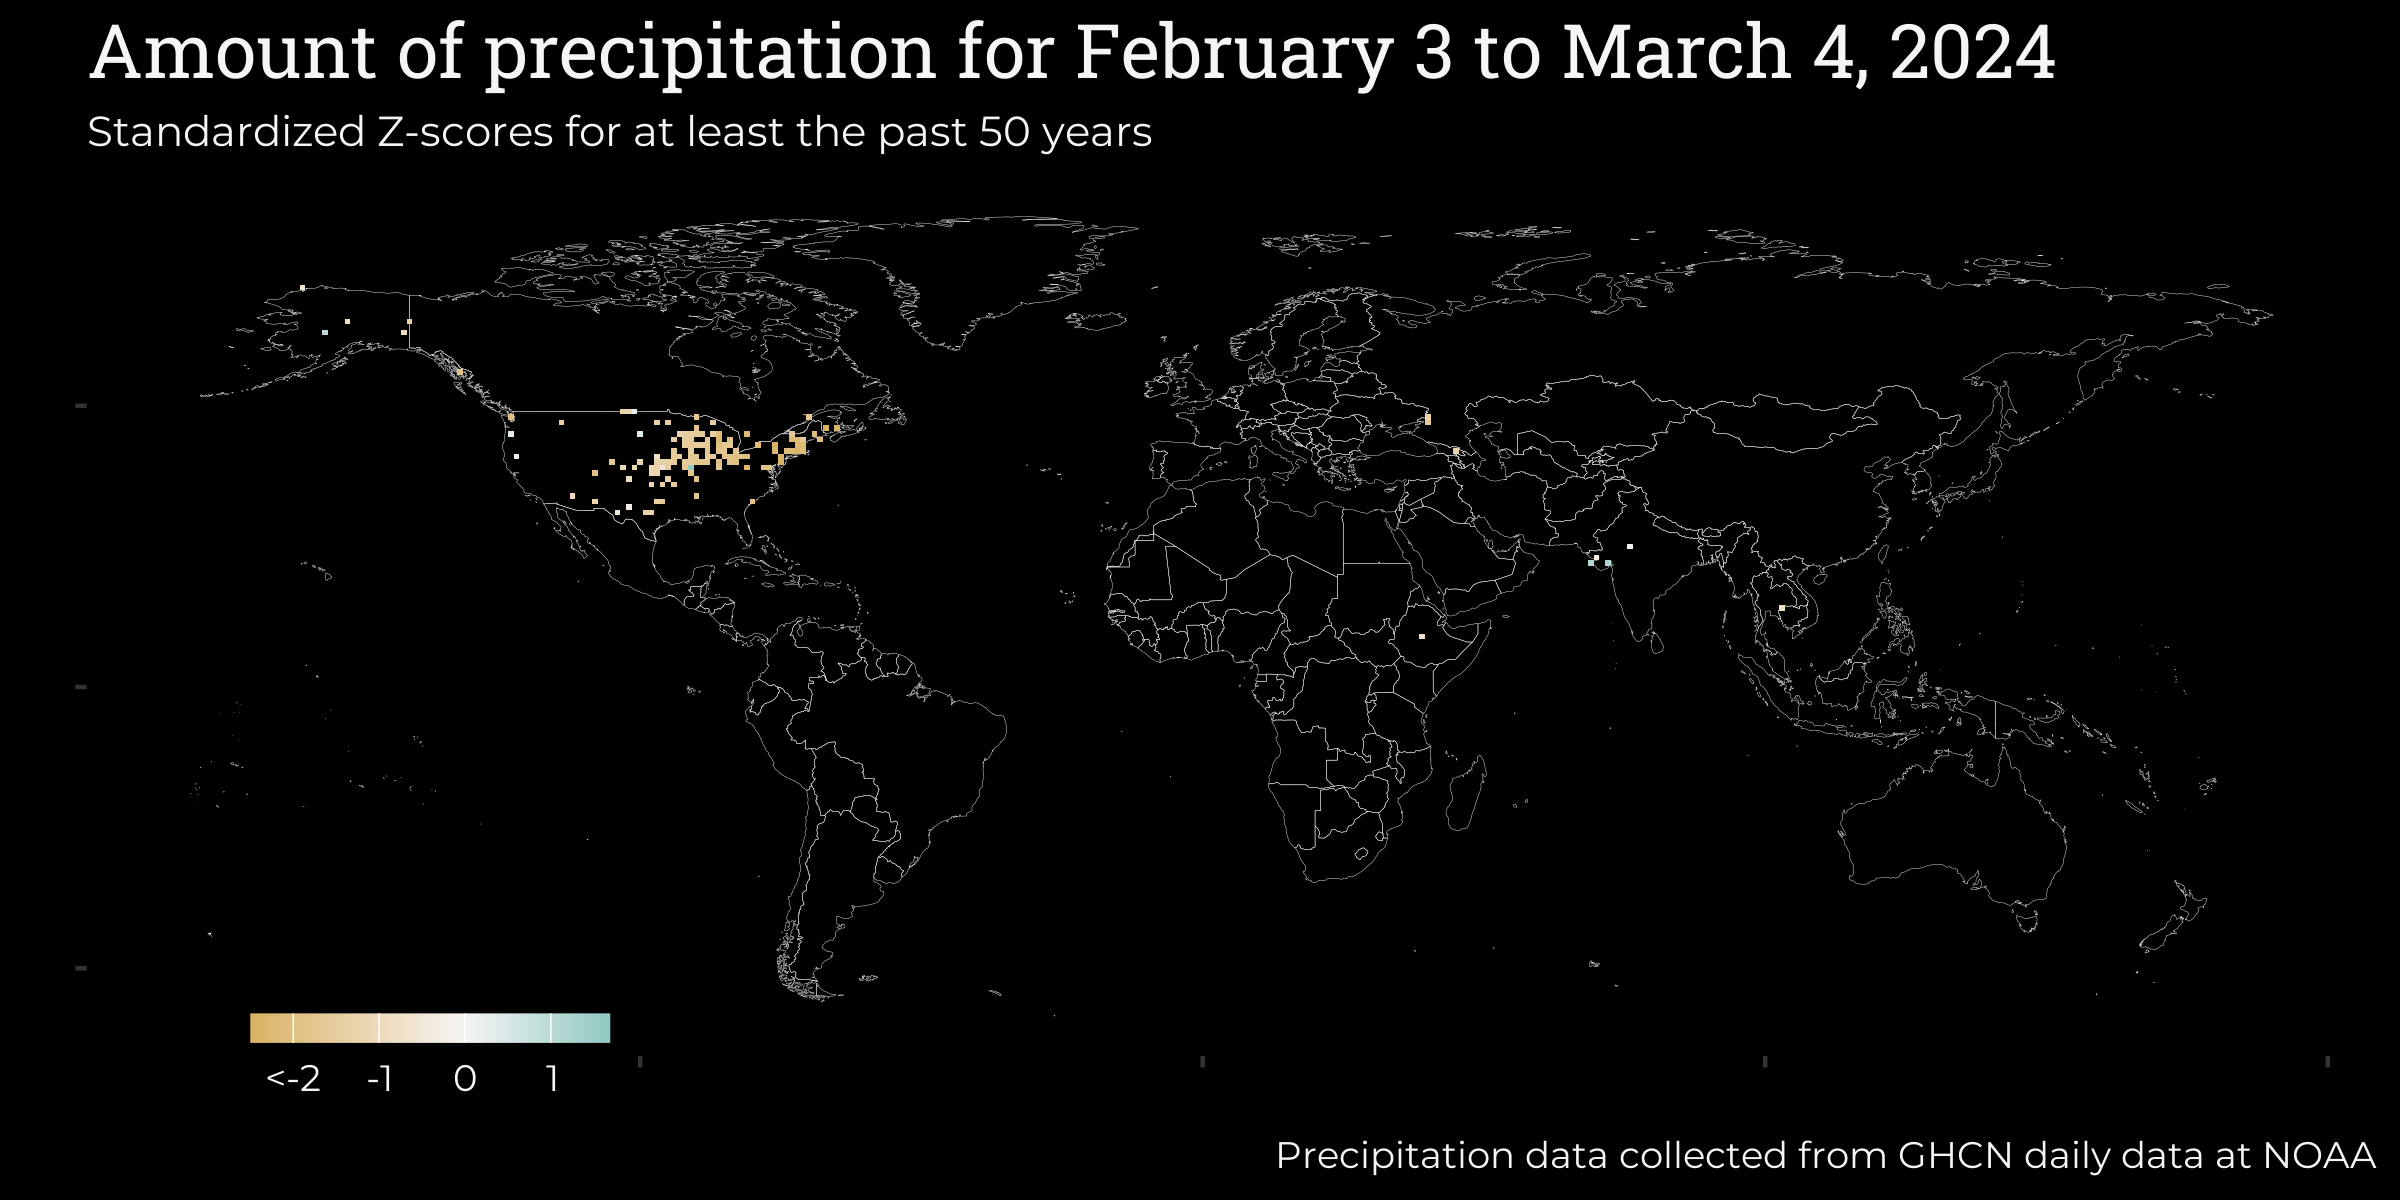 Amount of precipitation for February 3 to March 4, 2024
Standardized Z-scores for at least the past 50 years
<-2 -1 0 1
Precipitation data collected from GHCN daily data at NOAA